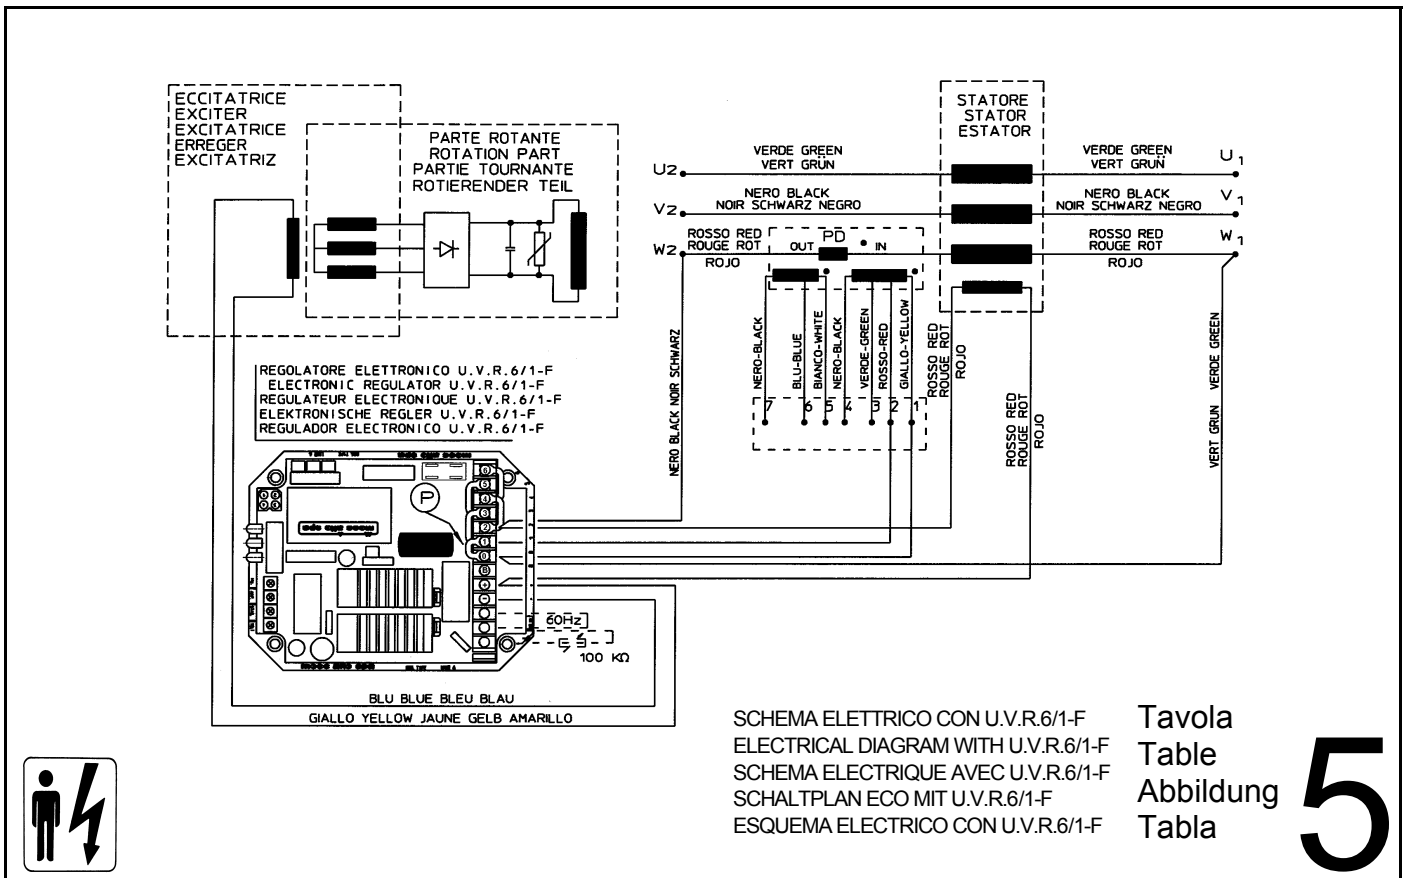 ECCITATRICE
EXCITER
EXCITATRICE
ERREGER
EXCITATRIZ
PARTE ROTANTE
ROTATION PART
PARTIE TOURNANTE
ROTIERENDER TEIL
STATORE
STATOR
ESTATOR
U2
VERDE GREEN
VERT GRÜN
VERDE GREEN
VERT GRUÑ
U1
V2
NERO BLACK
NOIR SCHWARZ NEGRO
NERO BLACK
NOIR SCHWARZ NEGRO
V1
W2
ROSSO RED
ROUGE ROT
ROJO
OUT
PD
IN
ROSSO RED
ROUGE ROT
ROJO
W1
NERO BLACK NOIR SCHWARZ
NERO-BLACK
BLU-BLUE
BIANCO-WHITE
NERO-BLACK
VERDE-GREEN
ROSSO-RED
GIALLO-YELLOW
ROSSO RED
ROUGE ROT
ROJO
ROSSO RED
ROUGE ROT
ROJO
VERT GRUN VERDE GREEN
7 6 5 4 3 2 1
REGOLATORE ELETTRONICO U.V.R.6/1-F
ELECTRONIC REGULATOR U.V.R.6/1-F
REGULATEUR ELECTRONIQUE U.V.R.6/1-F
ELEKTRONISCHE REGLER U.V.R.6/1-F
REGULADOR ELECTRONICO U.V.R.6/1-F
P
6
5
4
3
2
1
0
B
+
-
60Hz
100 KΩ
BLU BLUE BLEU BLAU
GIALLO YELLOW JAUNE GELB AMARILLO
SCHEMA ELETTRICO CON U.V.R.6/1-F
ELECTRICAL DIAGRAM WITH U.V.R.6/1-F
SCHEMA ELECTRIQUE AVEC U.V.R.6/1-F
SCHALTPLAN ECO MIT U.V.R.6/1-F
ESQUEMA ELECTRICO CON U.V.R.6/1-F
Tavola
Table
Abbildung
Tabla
5